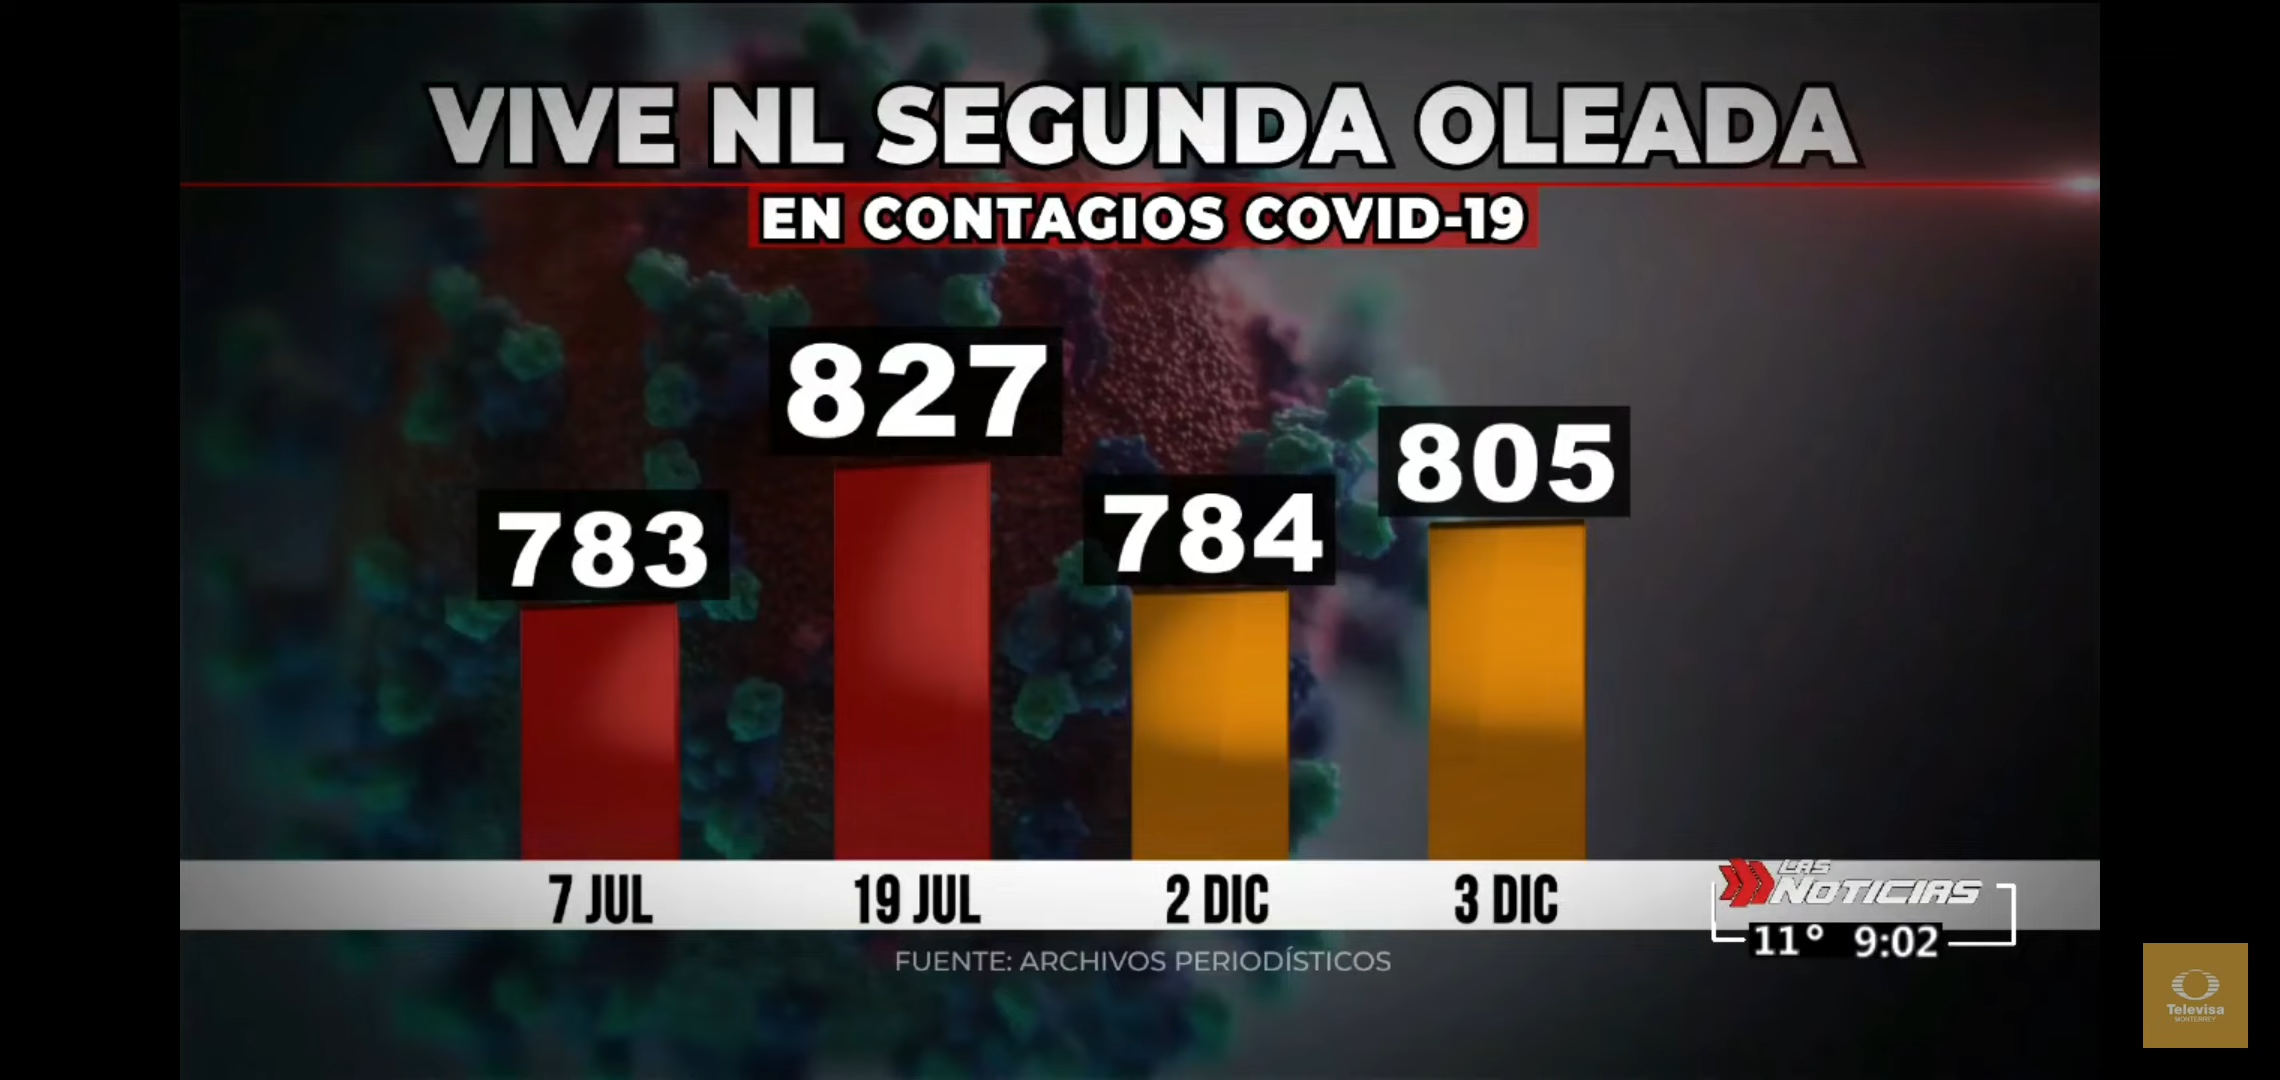 VIVE NL SEGUNDA OLEADA
EN CONTAGIOS COVID-19
783
827
784
805
7 JUL
19 JUL
2 DIC
3 DIC
LAS
NOTICIAS
11° 9:02
FUENTE: ARCHIVOS PERIODÍSTICOS
Televisa
MONTERREY